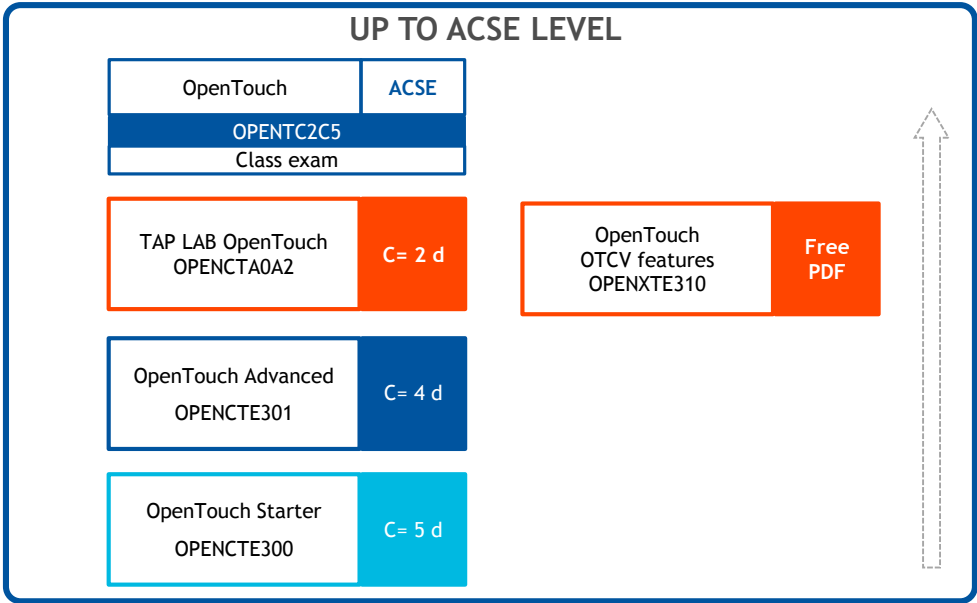 UP TO ACSE LEVEL
OpenTouch
ACSE
OPENTC2C5
Class exam
TAP LAB OpenTouch
OPENCTA0A2
C= 2 d
OpenTouch
OTCV features
OPENXTE310
Free
PDF
OpenTouch Advanced
OPENCTE301
C= 4 d
OpenTouch Starter
OPENCTE300
C= 5 d